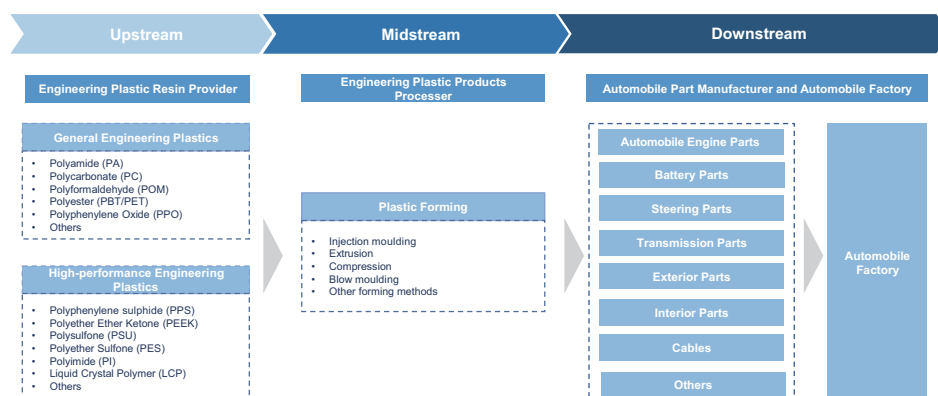 Upstream
Midstream
Downstream
Engineering Plastic Resin Provider
Engineering Plastic Products
Processer
Automobile Part Manufacturer and Automobile Factory
General Engineering Plastics
• Polyamide (PA)
• Polycarbonate (PC)
• Polyformaldehyde (POM)
• Polyester (PBT/PET)
• Polyphenylene Oxide (PPO)
• Others
High-performance Engineering
Plastics
• Polyphenylene sulphide (PPS)
• Polyether Ether Ketone (PEEK)
• Polysulfone (PSU)
• Polyether Sulfone (PES)
• Polyimide (PI)
• Liquid Crystal Polymer (LCP)
• Others
Plastic Forming
• Injection moulding
• Extrusion
• Compression
• Blow moulding
• Other forming methods
Automobile Engine Parts
Battery Parts
Steering Parts
Transmission Parts
Exterior Parts
Interior Parts
Cables
Others
Automobile
Factory